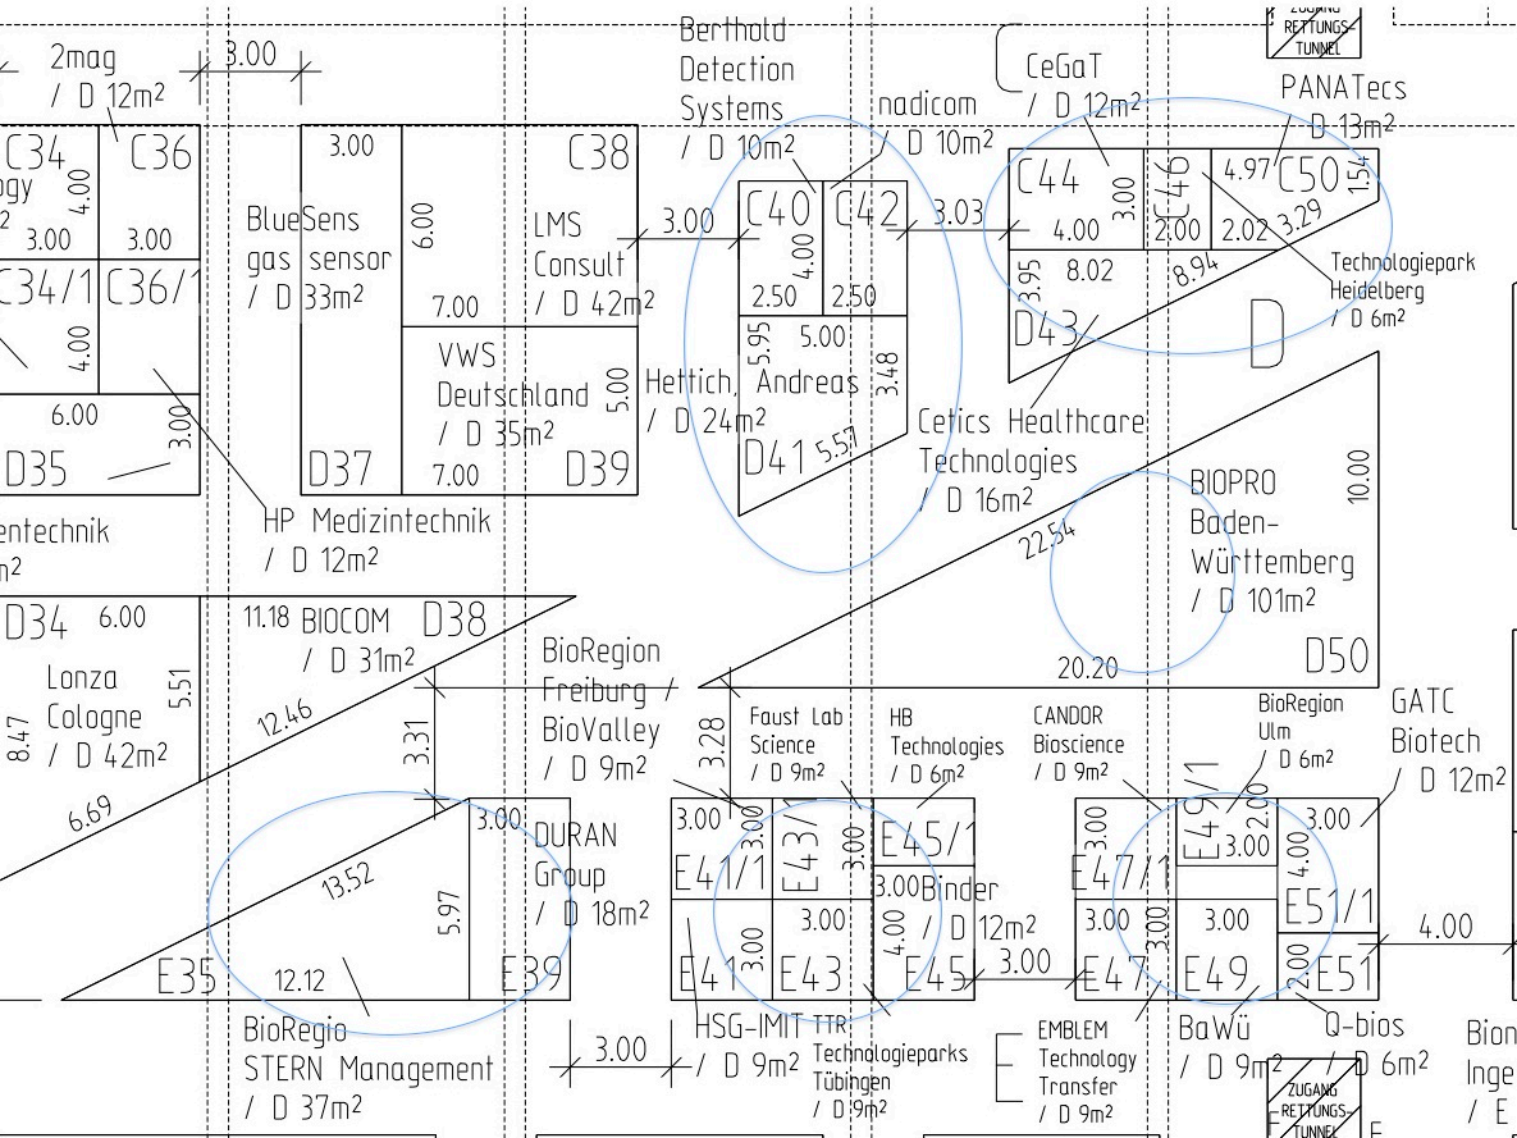 2mag
/ D 12m²
3.00
Berthold
Detection
Systems
/ D 10m²
nadicom
/ D 10m²
CeGaT
/ D 12m²
ZUGANG
RETTUNGS-
TUNNEL
PANATecs
/ D 13m²
C34
C36
4.00
3.00
3.00
C34/1
C36/1
4.00
6.00
3.00
D35
3.00
C38
BlueSens
gas sensor
/ D 33m²
6.00
LMS
Consult
/ D 42m²
7.00
VWS
Deutschland
/ D 35m²
5.00
D37
7.00
D39
3.00
C40
C42
4.00
2.50
2.50
5.95
5.00
3.48
Hettich, Andreas
/ D 24m²
D41
5.57
3.03
C44
3.00
4.00
C46
2.00
4.97
C50
1.54
2.02
3.29
3.95
8.02
8.94
D43
Technologiepark
Heidelberg
/ D 6m²
D
Cetics Healthcare
Technologies
/ D 16m²
HP Medizintechnik
/ D 12m²
entechnik
BIOPRO
Baden-
Württemberg
/ D 101m²
10.00
22.54
20.20
D50
D34
6.00
11.18
BIOCOM
/ D 31m²
D38
Lonza
Cologne
/ D 42m²
5.51
8.47
12.46
6.69
3.31
BioRegion
Freiburg /
BioValley
/ D 9m²
3.28
Faust Lab
Science
/ D 9m²
HB
Technologies
/ D 6m²
CANDOR
Bioscience
/ D 9m²
BioRegion
Ulm
/ D 6m²
GATC
Biotech
/ D 12m²
3.00
DURAN
Group
/ D 18m²
13.52
5.97
E35
12.12
E39
3.00
3.00
E41/1
E43/1
3.00
E45/1
3.00
Binder
/ D 12m²
E41
3.00
3.00
E43
4.00
E45
3.00
3.00
E47/1
E49/1
2.00
3.00
4.00
3.00
E51/1
3.00
3.00
3.00
E47
E49
2.00
E51
4.00
BioRegio
STERN Management
/ D 37m²
3.00
HSG-IMIT
/ D 9m²
TTR
Technologieparks
Tübingen
/ D 9m²
EMBLEM
Technology
Transfer
/ D 9m²
BaWü
/ D 9m²
Q-bios
/ D 6m²
ZUGANG
RETTUNGS-
TUNNEL
Bion
Inge
/ E